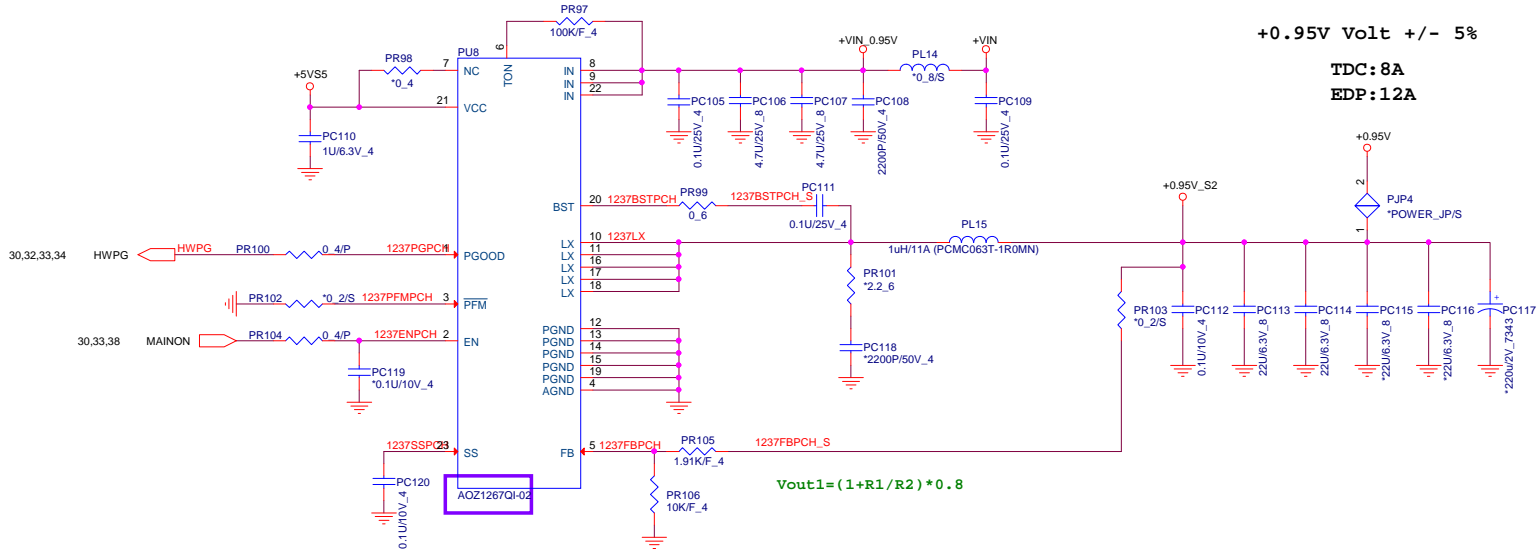 +0.95V Volt +/- 5%
TDC:8A
EDP:12A
PR97
100K/F_4
6
TON
PU8
+5VS5
PR98
*0_4
7
NC
21
VCC
PC110
1U/6.3V_4
8
IN
9
IN
22
IN
+VIN_0.95V
PL14
*0_8/S
+VIN
PC105
0.1U/25V_4
PC106
4.7U/25V_8
PC107
4.7U/25V_8
PC108
2200P/50V_4
PC109
0.1U/25V_4
BST
20
1237BSTPCH
PR99
0_6
1237BSTPCH_S
PC111
0.1U/25V_4
LX
10
1237LX
LX
11
LX
16
LX
17
LX
18
PL15
1uH/11A (PCMC063T-1R0MN)
PR101
*2.2_6
PC118
*2200P/50V_4
+0.95V_S2
+0.95V
2
PJP4
*POWER_JP/S
1
PR103
*0_2/S
PC112
0.1U/10V_4
PC113
22U/6.3V_8
PC114
22U/6.3V_8
PC115
*22U/6.3V_8
PC116
*22U/6.3V_8
+
PC117
*220u/2V_7343
30,32,33,34
HWPG
HWPG
PR100
0_4/P
1237PGPCH
1
PGOOD
PR102
*0_2/S
1237PFMPCH
3
PFM
30,33,38
MAINON
PR104
0_4/P
1237ENPCH
2
EN
PC119
*0.1U/10V_4
PGND
12
PGND
13
PGND
14
PGND
15
PGND
19
AGND
4
1237SSPCH
23
SS
PC120
0.1U/10V_4
FB
5
1237FBPCH
PR105
1.91K/F_4
1237FBPCH_S
PR106
10K/F_4
AOZ1267QI-02
Vout1=(1+R1/R2)*0.8